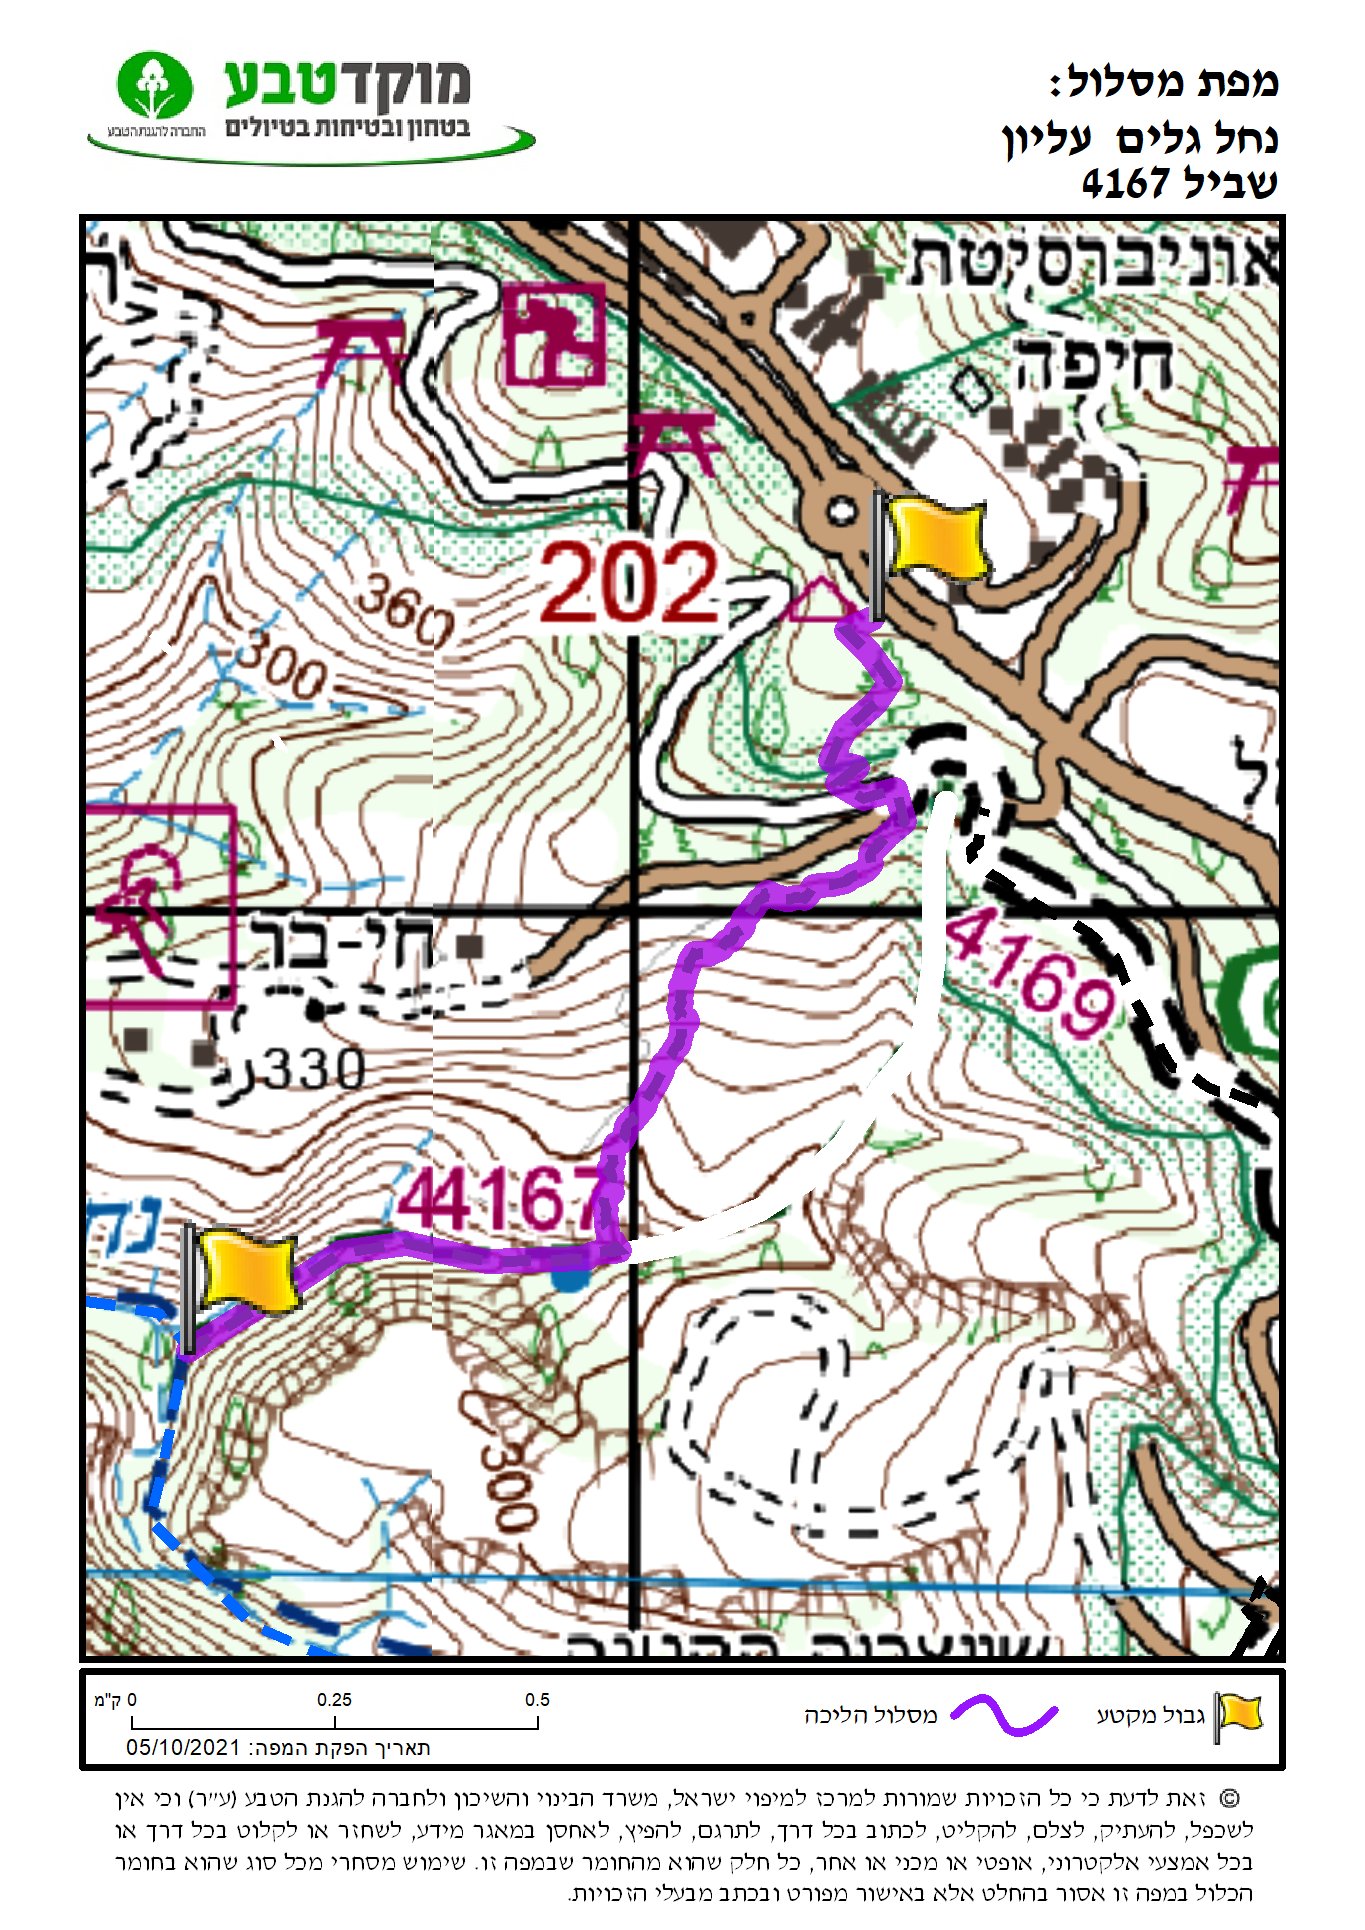 מוקדטבע
בטחון ובטיחות בטיולים
החברה להגנת הטבע
מפת מסלול:
נחל גלים עליון
שביל 4167
אוניברסיטת
חיפה
202
360
300
חי-בר
4169
330
44167
נח
300
0 ק"מ
0.25
0.5
תאריך הפקת המפה: 05/10/2021
מסלול הליכה
גבול מקטע
© זאת לדעת כי כל הזכויות שמורות למרכז למיפוי ישראל, משרד הבינוי והשיכון ולחברה להגנת הטבע (ע״ר) וכי אין
לשכפל, להעתיק, לצלם, להקליט, לכתוב בכל דרך, לתרגם, להפיץ, לאחסן במאגר מידע, לשחזר או לקלוט בכל דרך או
בכל אמצעי אלקטרוני, אופטי או מכני או אחר, כל חלק שהוא מהחומר שבמפה זו. שימוש מסחרי מכל סוג שהוא בחומר
הכלול במפה זו אסור בהחלט אלא באישור מפורט ובכתב מבעלי הזכויות.